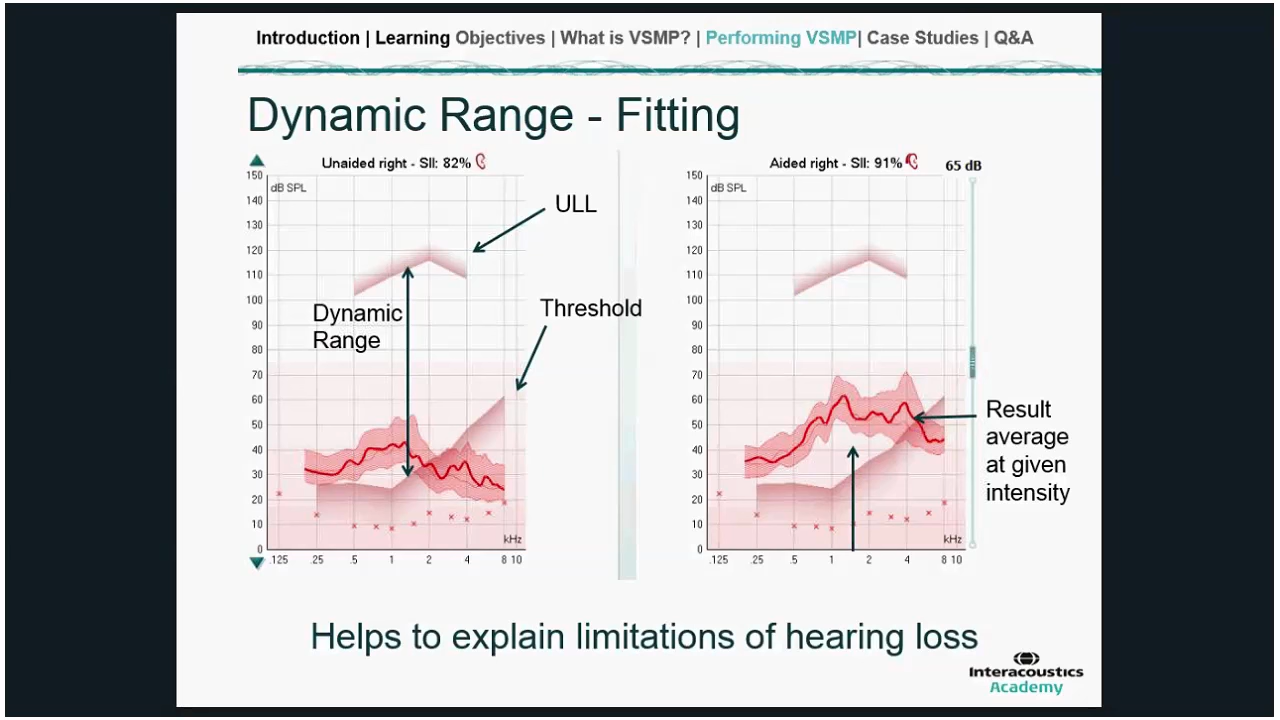 Introduction | Learning Objectives | What is VSMP? | Performing VSMP| Case Studies | Q&A
Dynamic Range - Fitting
Unaided right - SII: 82%
150
dB SPL
140
130
120
110
100
90
80
70
60
50
40
30
20
10
0
kHz
.125 .25 .5 1 2 4 8 10
ULL
Dynamic
Range
Threshold
Aided right - SII: 91%
65 dB
150
dB SPL
140
130
120
110
100
90
80
70
60
50
40
30
20
10
0
kHz
.125 .25 .5 1 2 4 8 10
Result
average
at given
intensity
Helps to explain limitations of hearing loss
Interacoustics
Academy